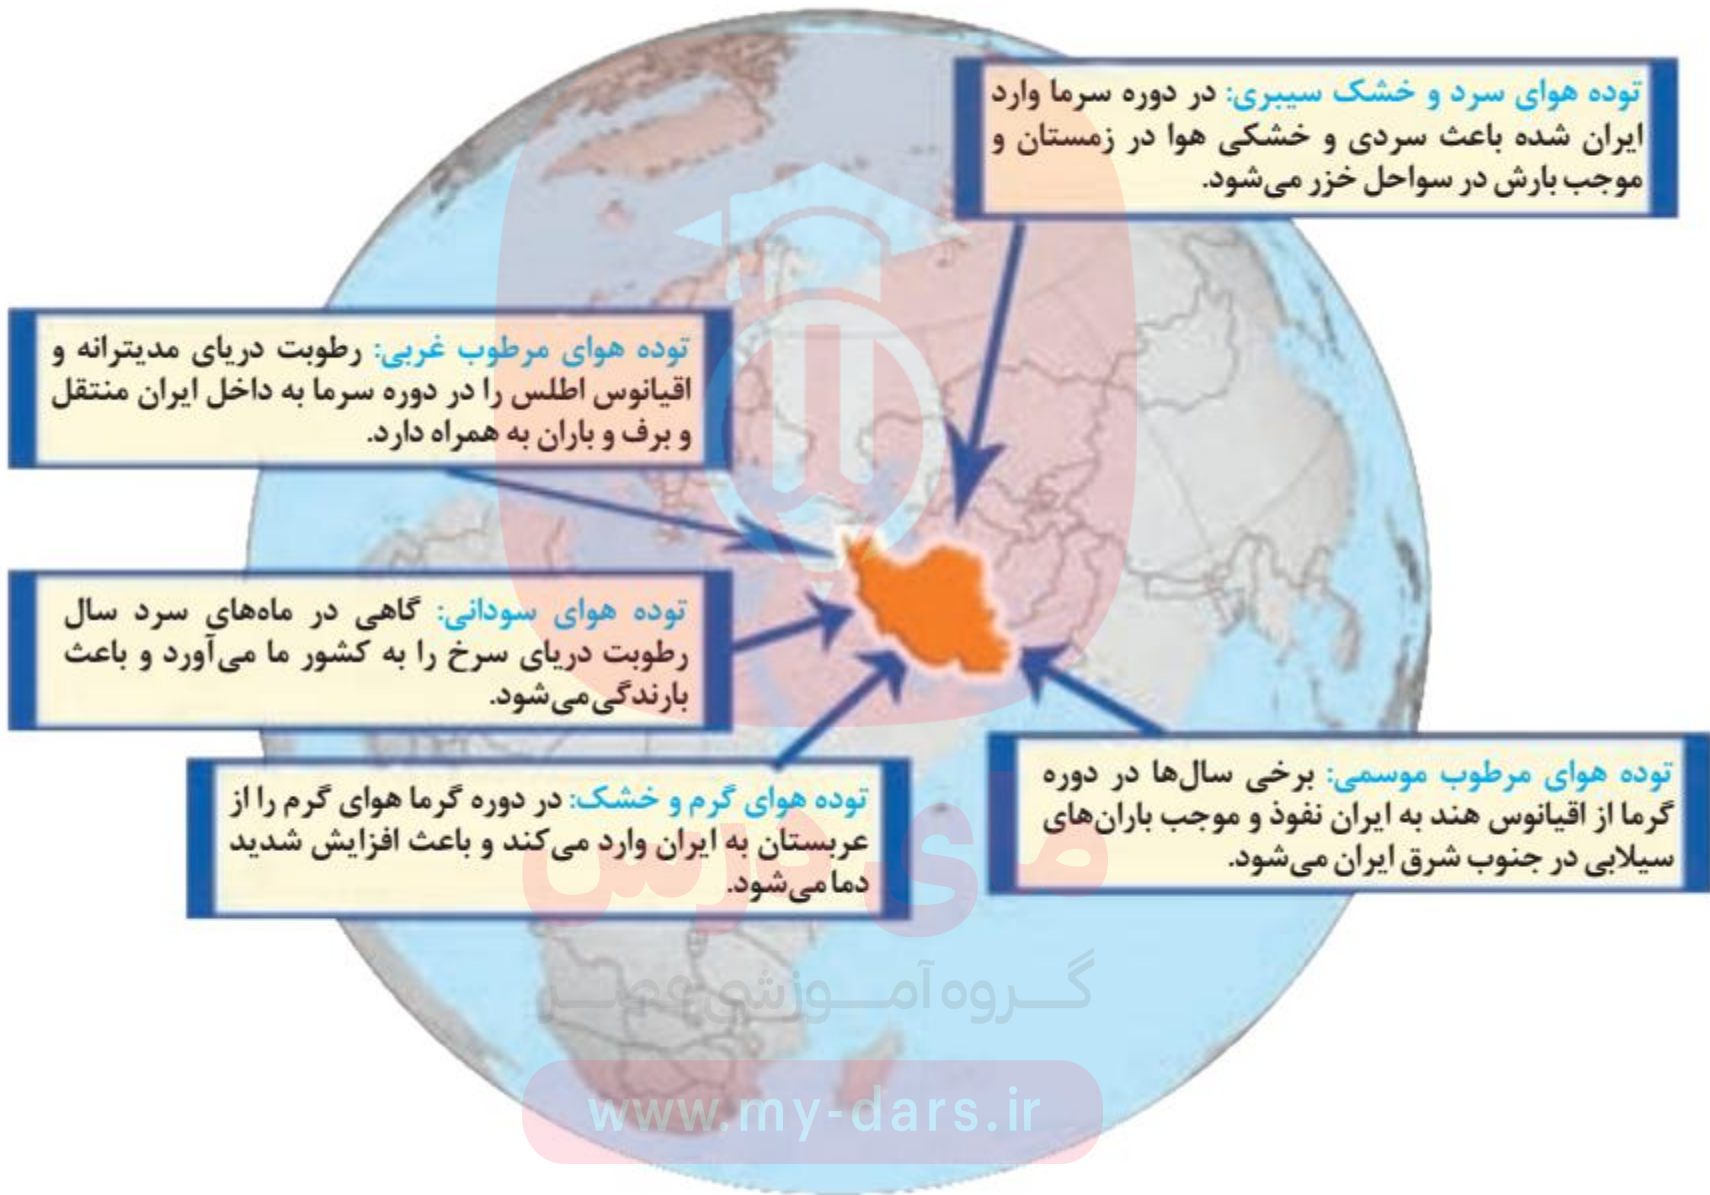 توده هوای سرد و خشک سیبری: در دوره سرما وارد
ایران شده باعث سردی و خشکی هوا در زمستان و
موجب بارش در سواحل خزر می‌شود.
توده هوای مرطوب غربی: رطوبت دریای مدیترانه و
اقیانوس اطلس را در دوره سرما به داخل ایران منتقل
و برف و باران به همراه دارد.
توده هوای سودانی: گاهی در ماه‌های سرد سال
رطوبت دریای سرخ را به کشور ما می‌آورد و باعث
بارندگی می‌شود.
توده هوای مرطوب موسمی: برخی سال‌ها در دوره
گرما از اقیانوس هند به ایران نفوذ و موجب باران‌های
سیلابی در جنوب شرق ایران می‌شود.
توده هوای گرم و خشک: در دوره گرما هوای گرم را از
عربستان به ایران وارد می‌کند و باعث افزایش شدید
دما می‌شود.
مای درس
گروه آموزشی عصر
www.my-dars.ir